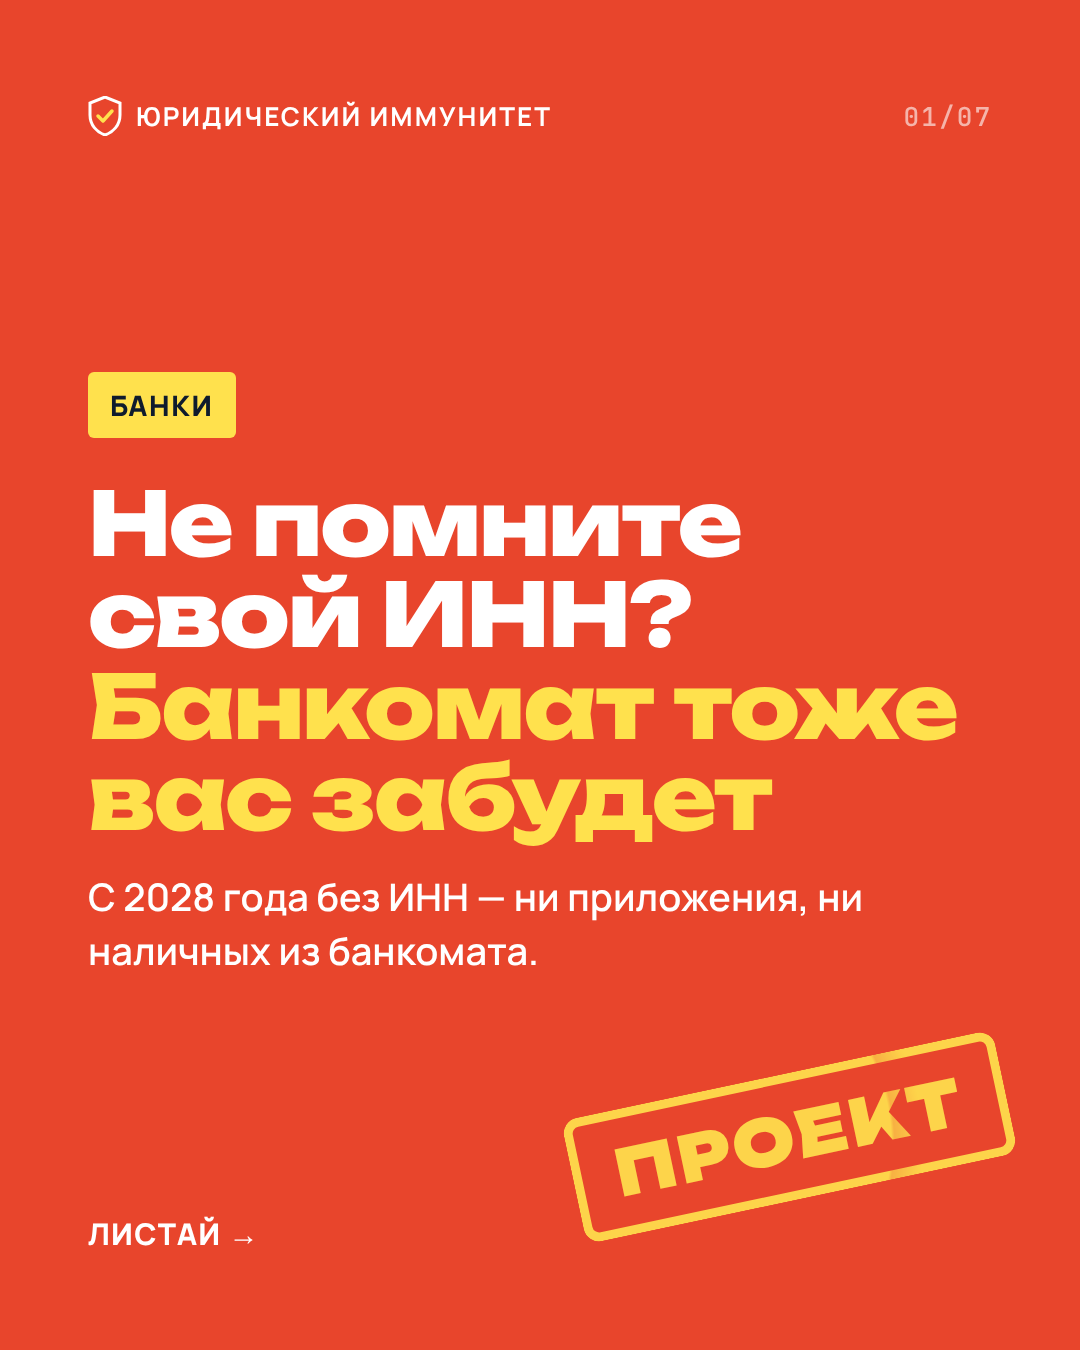 ЮРИДИЧЕСКИЙ ИММУНИТЕТ
01/07
БАНКИ
Не помните
свой ИНН?
Банкомат тоже
вас забудет
С 2028 года без ИНН — ни приложения, ни
наличных из банкомата.
ПРОЕКТ
ЛИСТАЙ →